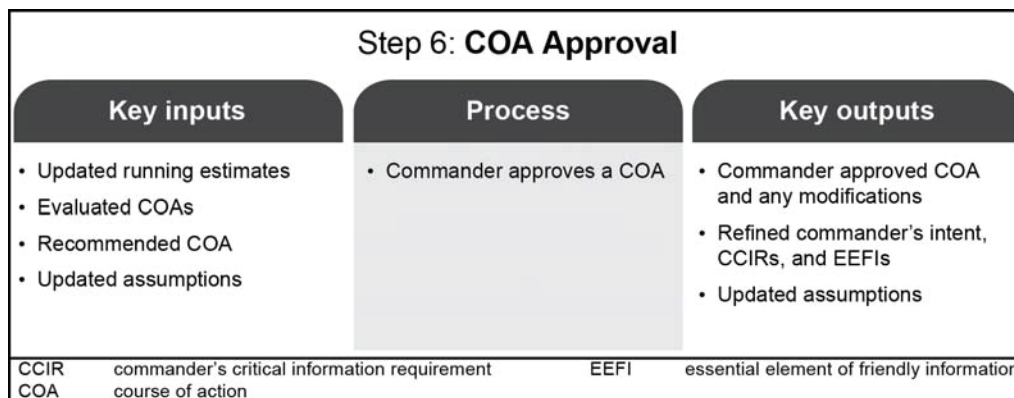 Step 6: COA Approval
Key inputs
• Updated running estimates
• Evaluated COAs
• Recommended COA
• Updated assumptions
Process
• Commander approves a COA
Key outputs
• Commander approved COA
and any modifications
• Refined commander's intent,
CCIRs, and EEFIs
• Updated assumptions
CCIR commander's critical information requirement EEFI essential element of friendly information
COA course of action